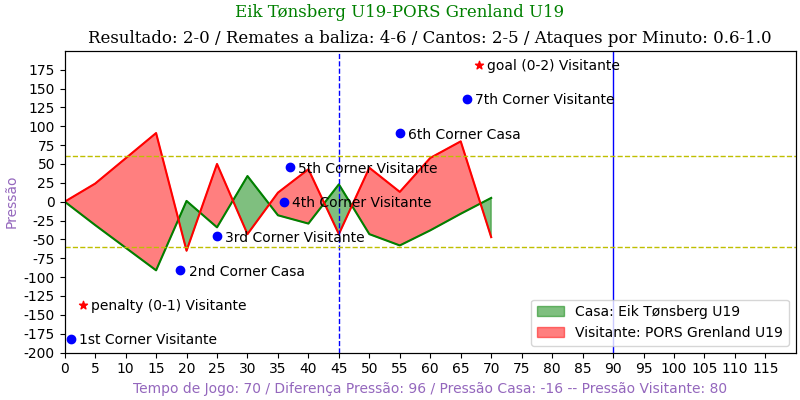 Eik Tønsberg U19-PORS Grenland U19
Resultado: 2-0 / Remates a baliza: 4-6 / Cantos: 2-5 / Ataques por Minuto: 0.6-1.0
Pressão
175
150
125
100
75
50
25
0
-25
-50
-75
-100
-125
-150
-175
-200
goal (0-2) Visitante
7th Corner Visitante
6th Corner Casa
5th Corner Visitante
4th Corner Visitante
3rd Corner Visitante
2nd Corner Casa
penalty (0-1) Visitante
1st Corner Visitante
Casa: Eik Tønsberg U19
Visitante: PORS Grenland U19
0 5 10 15 20 25 30 35 40 45 50 55 60 65 70 75 80 85 90 95 100 105 110 115
Tempo de Jogo: 70 / Diferença Pressão: 96 / Pressão Casa: -16 -- Pressão Visitante: 80